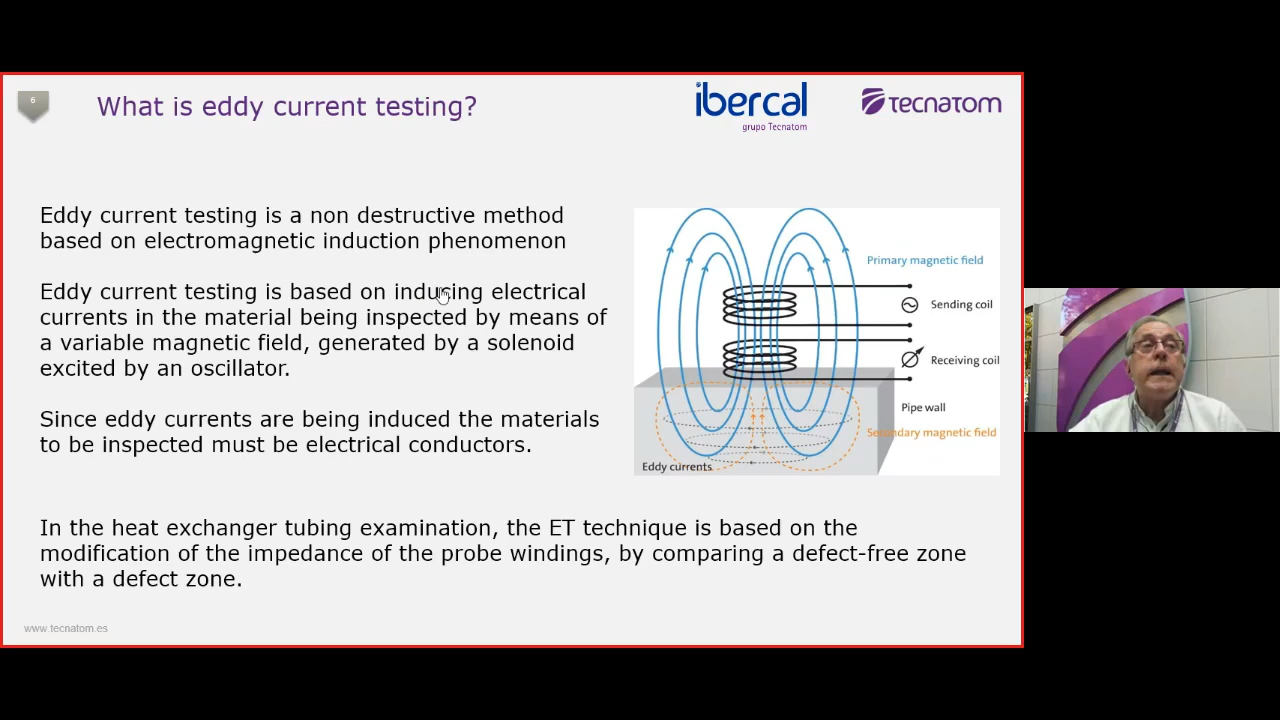 6
What is eddy current testing?
ibercal
grupo Tecnatom
tecnatom
Eddy current testing is a non destructive method
based on electromagnetic induction phenomenon
Eddy current testing is based on inducing electrical
currents in the material being inspected by means of
a variable magnetic field, generated by a solenoid
excited by an oscillator.
Since eddy currents are being induced the materials
to be inspected must be electrical conductors.
Primary magnetic field
Sending coil
Receiving coil
Pipe wall
Secondary magnetic field
Eddy currents
In the heat exchanger tubing examination, the ET technique is based on the
modification of the impedance of the probe windings, by comparing a defect-free zone
with a defect zone.
www.tecnatom.es